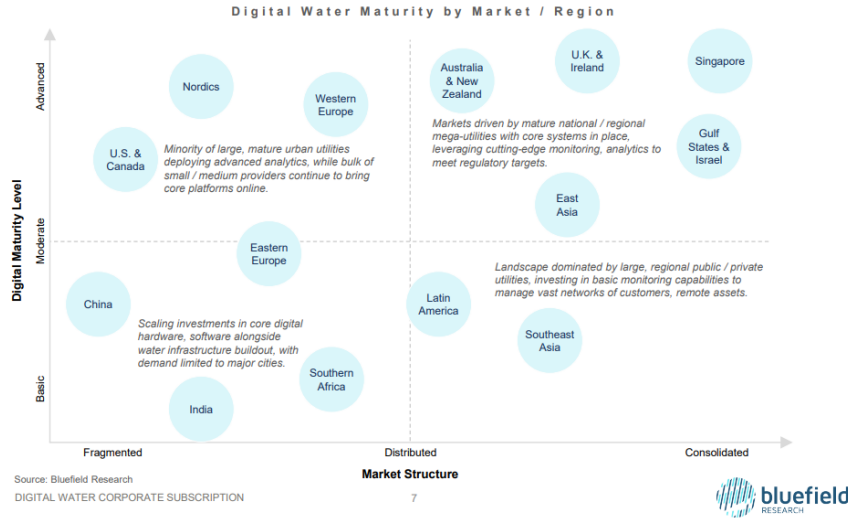 Digital Water Maturity by Market / Region
Digital Maturity Level
Advanced
Moderate
Basic
Nordics
Western
Europe
U.S. &
Canada
Minority of large, mature urban utilities
deploying advanced analytics, while bulk of
small / medium providers continue to bring
core platforms online.
Australia
& New
Zealand
U.K. &
Ireland
Singapore
Markets driven by mature national / regional
mega-utilities with core systems in place,
leveraging cutting-edge monitoring, analytics to
meet regulatory targets.
Gulf
States &
Israel
East
Asia
Eastern
Europe
China
Scaling investments in core digital
hardware, software alongside
water infrastructure buildout, with
demand limited to major cities.
Southern
Africa
India
Landscape dominated by large, regional public / private
utilities, investing in basic monitoring capabilities to
manage vast networks of customers, remote assets.
Latin
America
Southeast
Asia
Fragmented
Distributed
Consolidated
Market Structure
Source: Bluefield Research
DIGITAL WATER CORPORATE SUBSCRIPTION
7
bluefield
RESEARCH